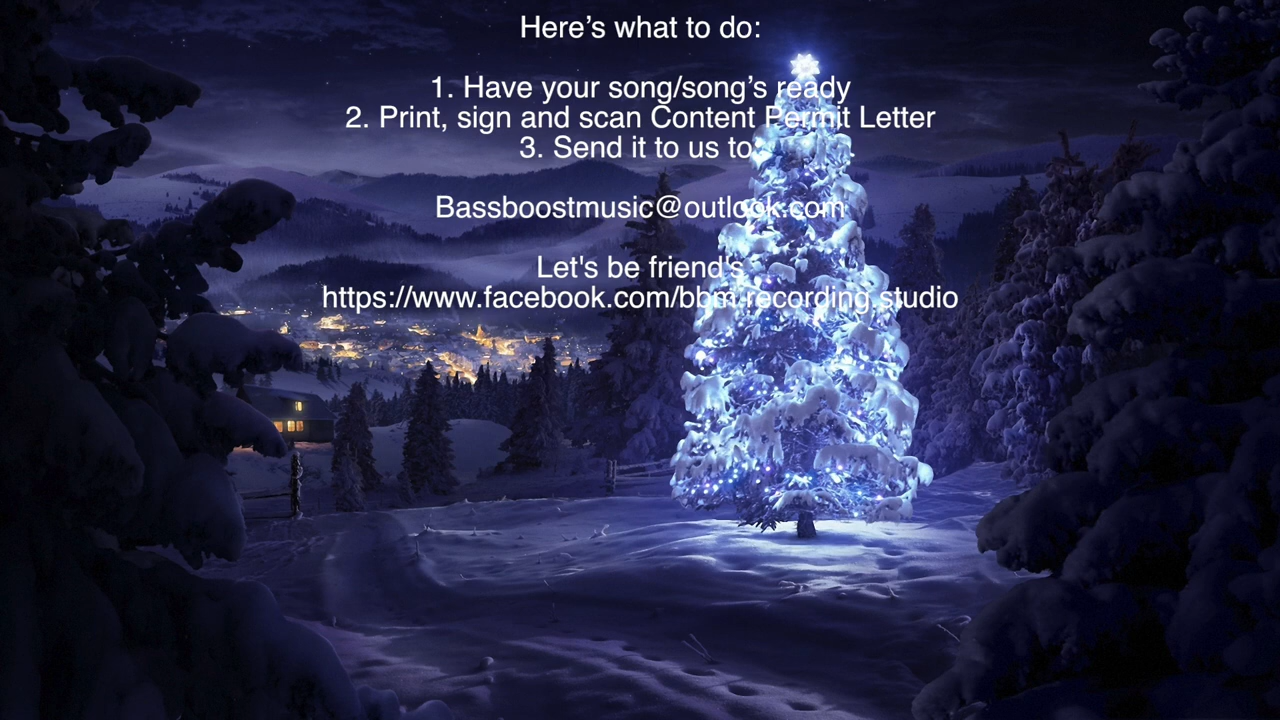 Here’s what to do:
1. Have your song/song’s ready
2. Print, sign and scan Content Permit Letter
3. Send it to us to:
Bassboostmusic@outlook.com
Let's be friend's
https://www.facebook.com/bbm.recording.studio